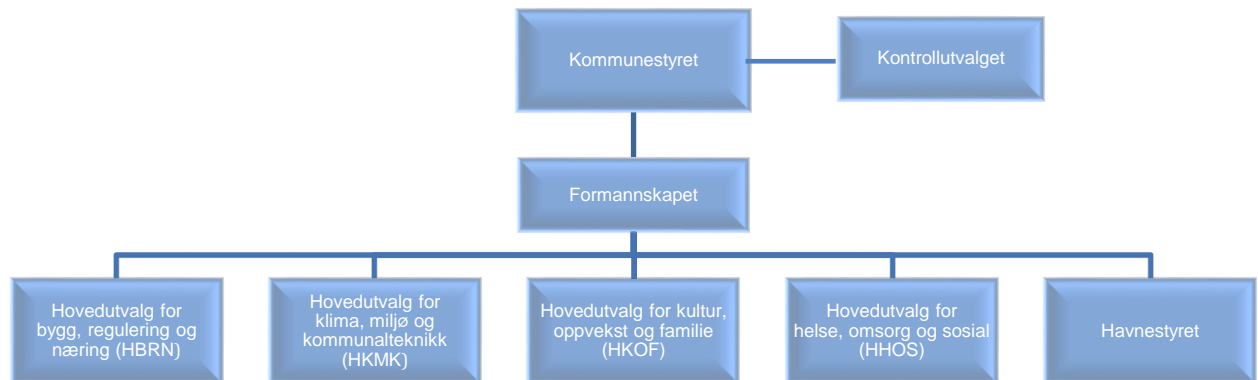 Kommunestyret
Kontrollutvalget
Formannskapet
Hovedutvalg for
bygg, regulering og
næring (HBRN)
Hovedutvalg for
klima, miljø og
kommunalteknikk
(HKMK)
Hovedutvalg for kultur,
oppvekst og familie
(HKOF)
Hovedutvalg for
helse, omsorg og sosial
(HHOS)
Havnestyret